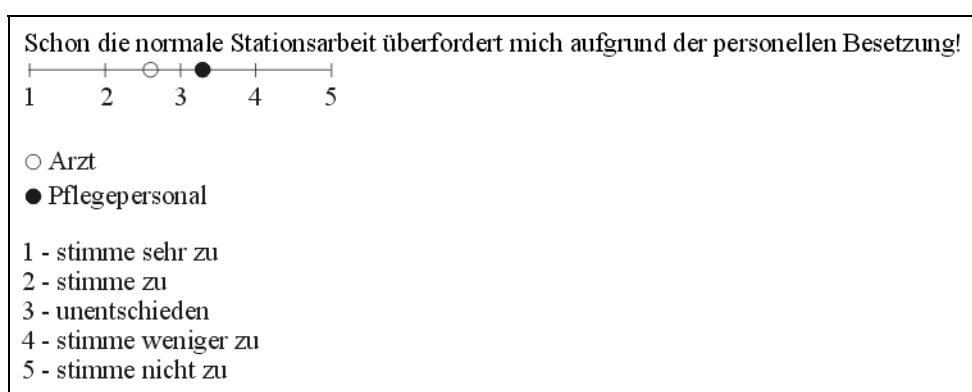 Schon die normale Stationsarbeit überfordert mich aufgrund der personellen Besetzung!
1 2 3 4 5
○ Arzt
● Pflegepersonal
1 - stimme sehr zu
2 - stimme zu
3 - unentschieden
4 - stimme weniger zu
5 - stimme nicht zu